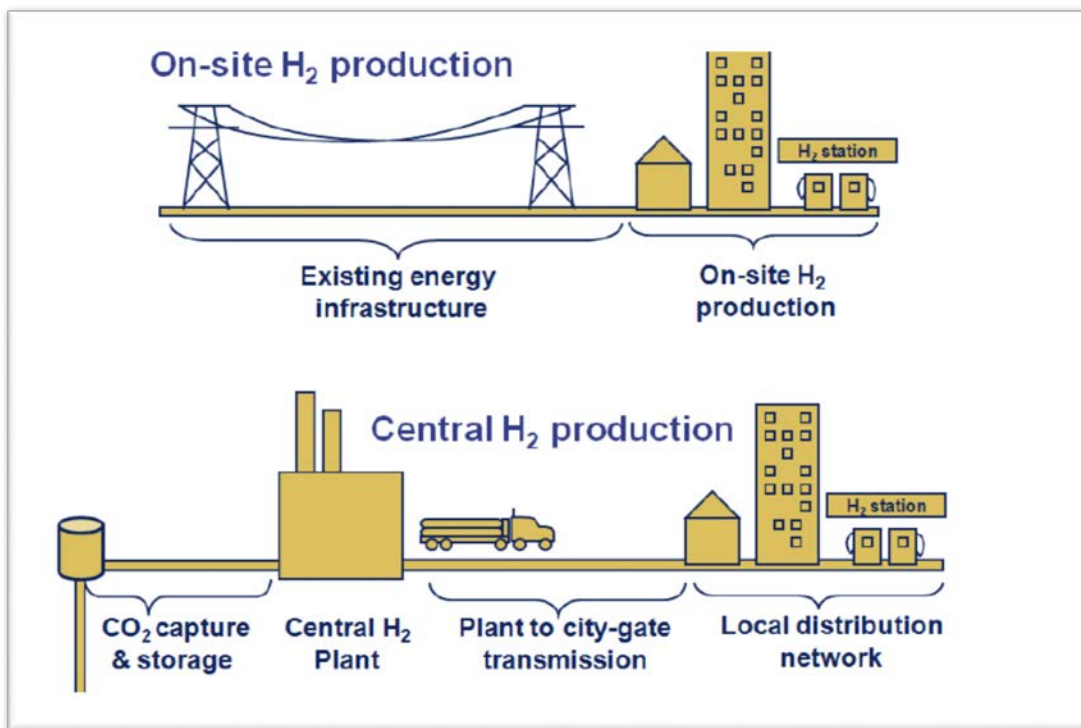 On-site H₂ production
H₂ station
Existing energy
infrastructure
On-site H₂
production
Central H₂ production
H₂ station
CO₂ capture
& storage
Central H₂
Plant
Plant to city-gate
transmission
Local distribution
network